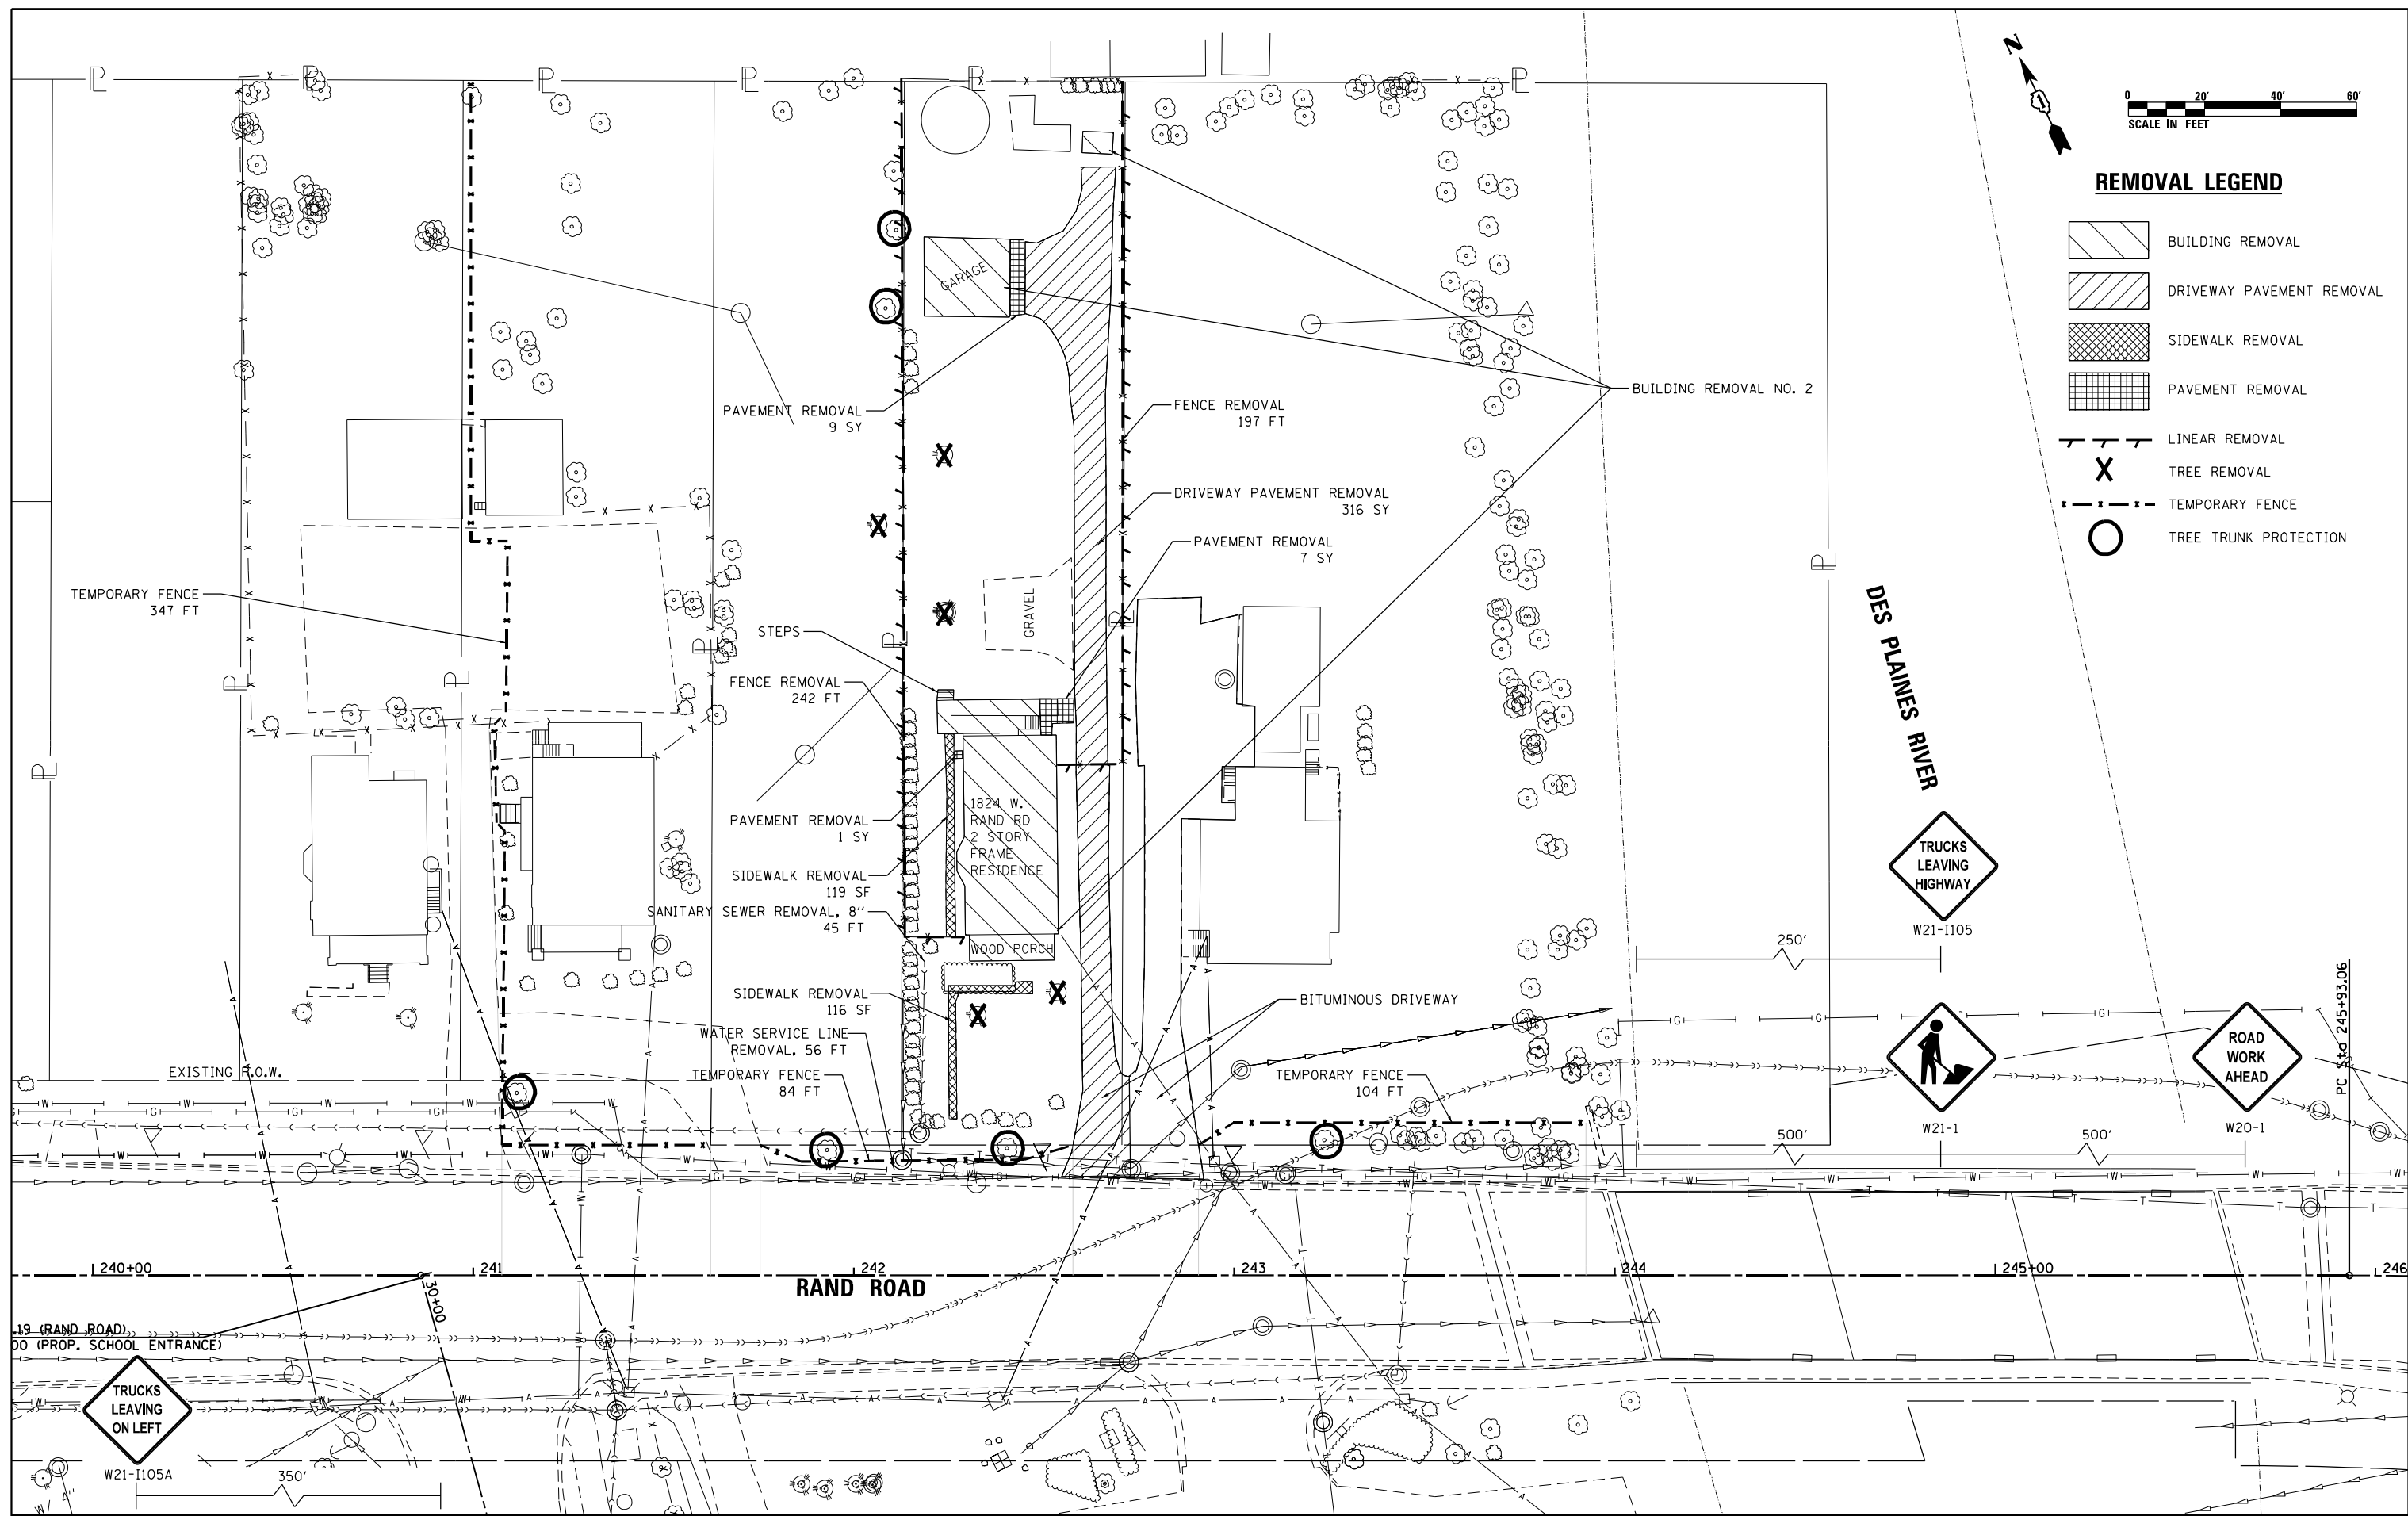 N
1
0 20' 40' 60'
SCALE IN FEET
REMOVAL LEGEND
BUILDING REMOVAL
DRIVEWAY PAVEMENT REMOVAL
SIDEWALK REMOVAL
PAVEMENT REMOVAL
LINEAR REMOVAL
X TREE REMOVAL
TEMPORARY FENCE
TREE TRUNK PROTECTION
GARAGE
BUILDING REMOVAL NO. 2
PAVEMENT REMOVAL
9 SY
FENCE REMOVAL
197 FT
DRIVEWAY PAVEMENT REMOVAL
316 SY
PAVEMENT REMOVAL
7 SY
TEMPORARY FENCE
347 FT
STEPS
GRAVEL
FENCE REMOVAL
242 FT
DES PLAINES RIVER
PAVEMENT REMOVAL
1 SY
1824 W.
RAND RD
2 STORY
FRAME
RESIDENCE
SIDEWALK REMOVAL
119 SF
SANITARY SEWER REMOVAL, 8''
45 FT
WOOD PORCH
TRUCKS
LEAVING
HIGHWAY
W21-I105
250'
SIDEWALK REMOVAL
116 SF
BITUMINOUS DRIVEWAY
WATER SERVICE LINE
REMOVAL, 56 FT
EXISTING R.O.W.
TEMPORARY FENCE
84 FT
TEMPORARY FENCE
104 FT
ROAD
WORK
AHEAD
W21-1
W20-1
500'
500'
PC Sta 245+93.06
240+00
241
242
243
244
245+00
246
RAND ROAD
30+00
.19 (RAND ROAD)
00 (PROP. SCHOOL ENTRANCE)
TRUCKS
LEAVING
ON LEFT
W21-I105A
350'
4''